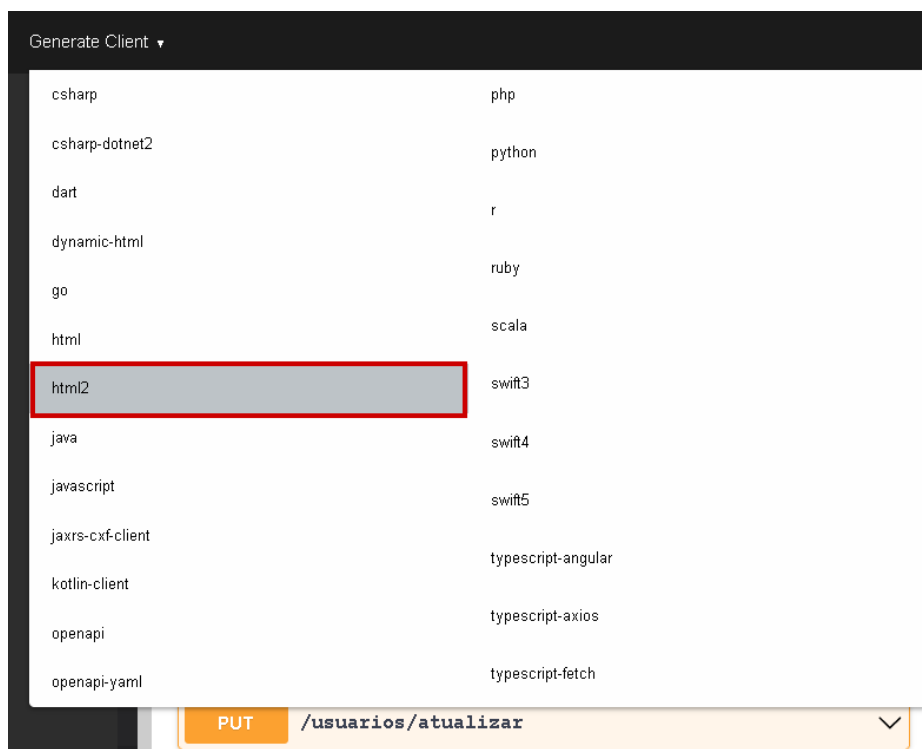 Generate Client ▾
csharp
csharp-dotnet2
dart
dynamic-html
go
html
html2
java
javascript
jaxrs-cxf-client
kotlin-client
openapi
openapi-yaml
php
python
r
ruby
scala
swift3
swift4
swift5
typescript-angular
typescript-axios
typescript-fetch
PUT /usuarios/atualizar